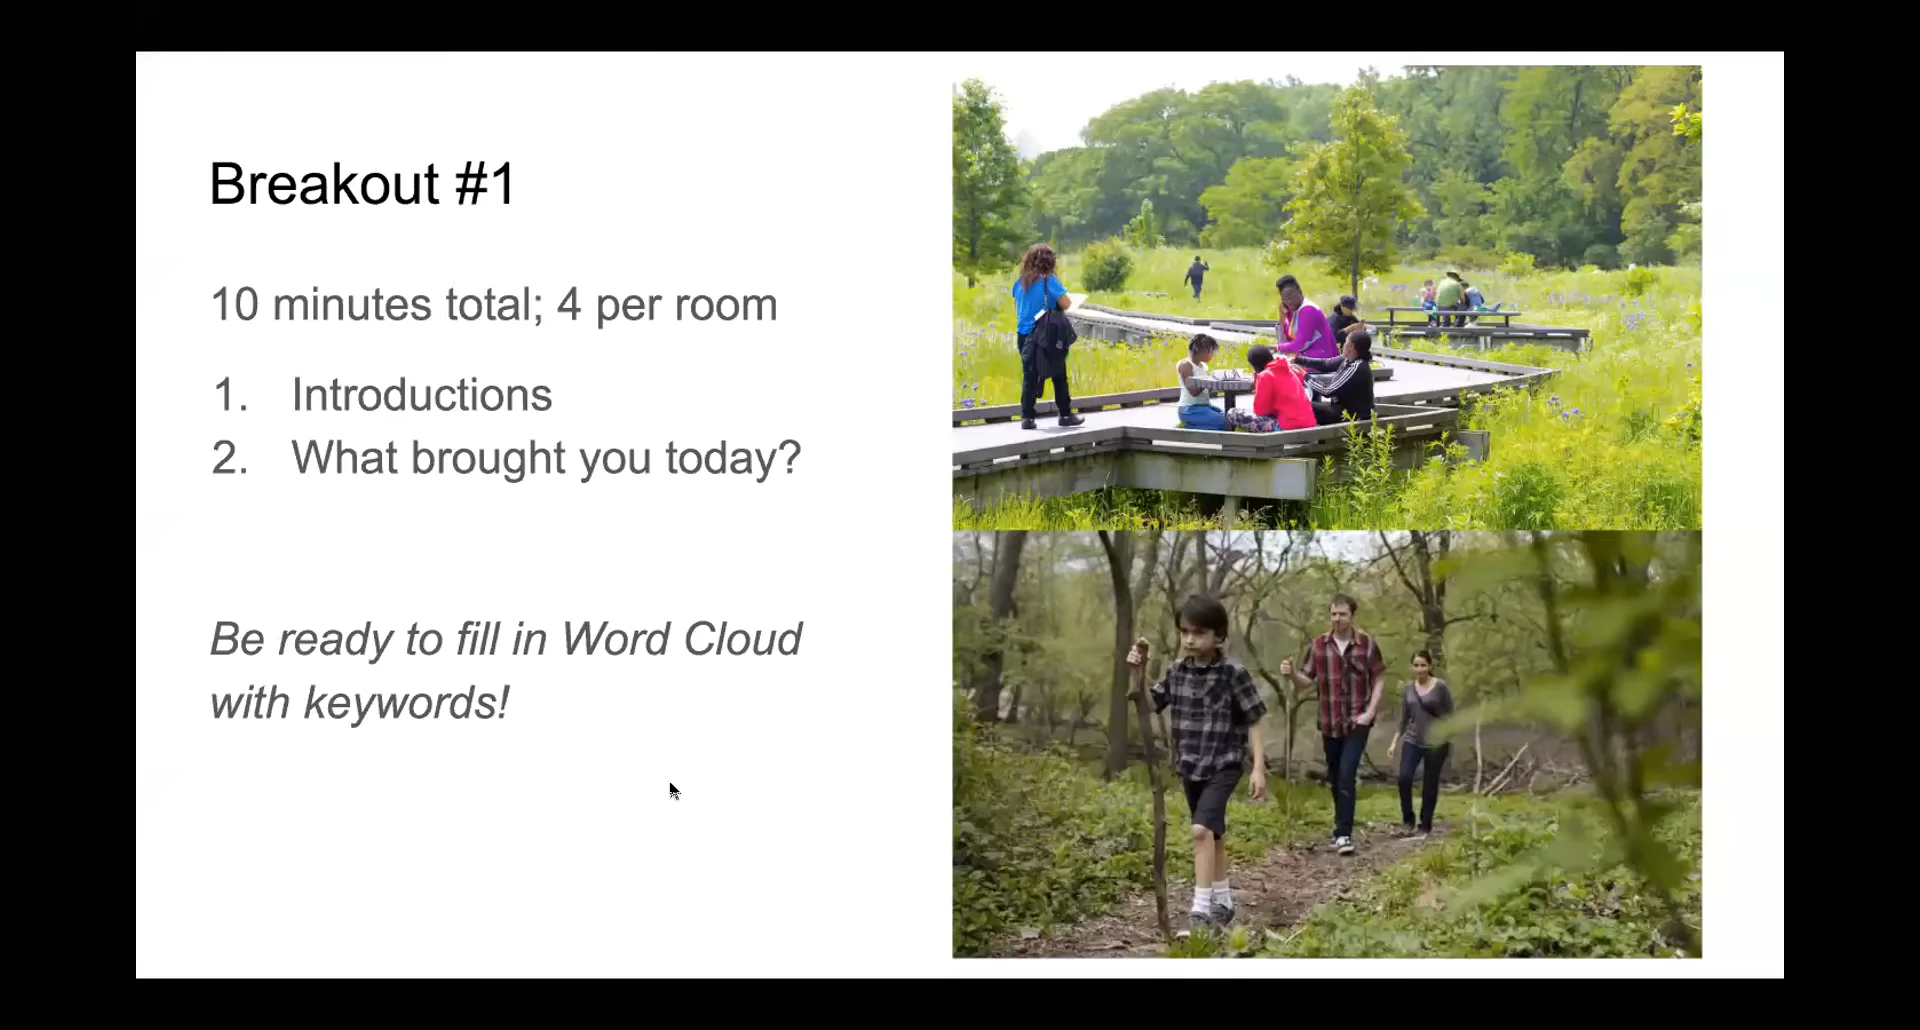 Breakout #1
10 minutes total; 4 per room
1. Introductions
2. What brought you today?
Be ready to fill in Word Cloud
with keywords!